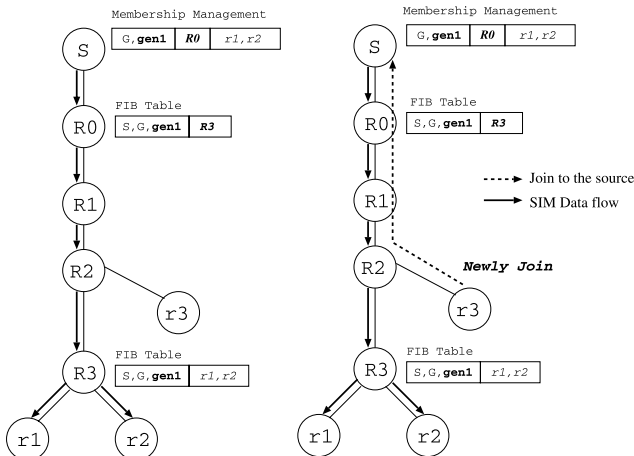 Membership Management
S
G,gen1 R0 r1,r2
FIB Table
R0
S,G,gen1 R3
R1
R2
r3
FIB Table
R3
S,G,gen1 r1,r2
r1
r2
Membership Management
S
G,gen1 R0 r1,r2
FIB Table
R0
S,G,gen1 R3
Join to the source
SIM Data flow
R1
R2
Newly Join
r3
FIB Table
R3
S,G,gen1 r1,r2
r1
r2